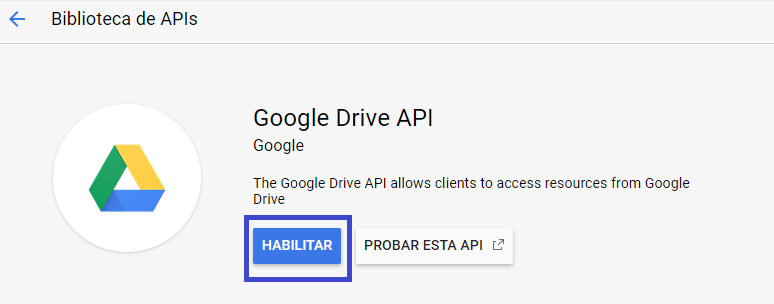 Biblioteca de APIs
Google Drive API
Google
The Google Drive API allows clients to access resources from Google
Drive
HABILITAR
PROBAR ESTA API